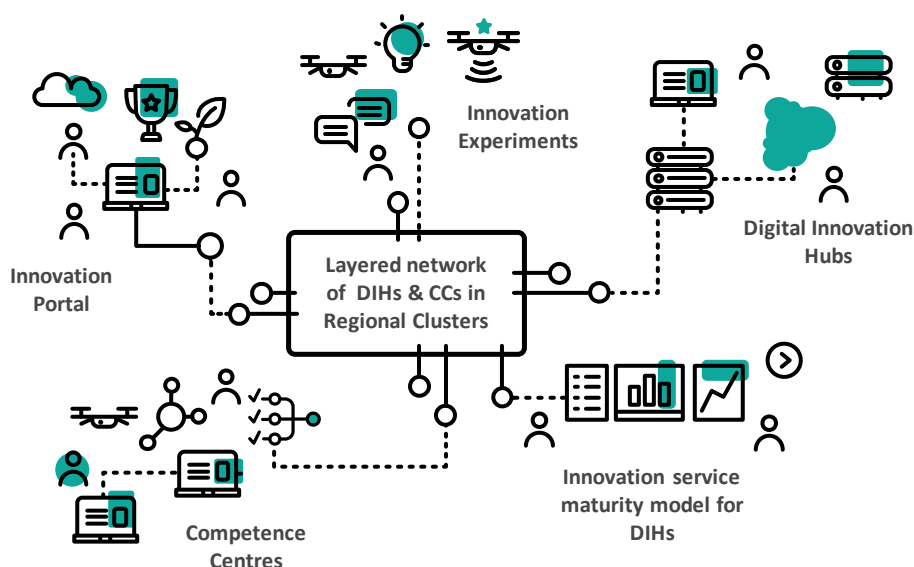 Innovation
Experiments
Digital Innovation
Hubs
Innovation
Portal
Layered network
of DIHs & CCs in
Regional Clusters
Innovation service
maturity model for
DIHs
Competence
Centres